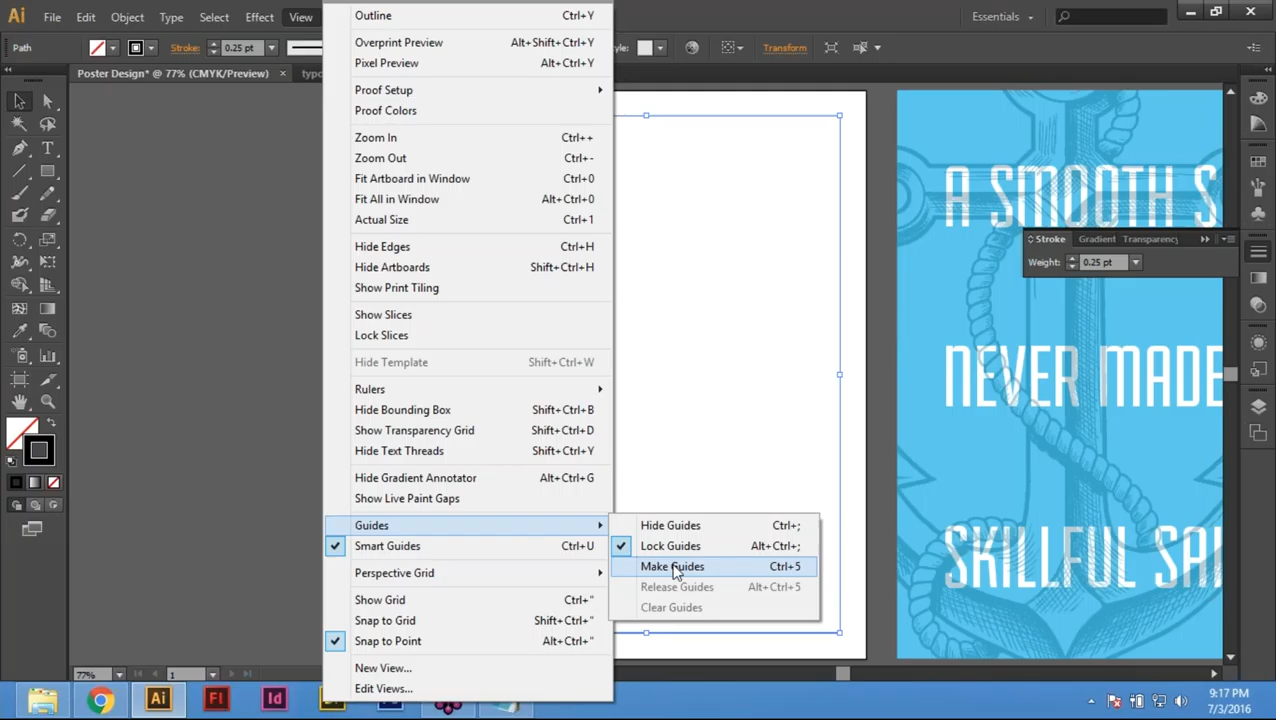 Ai File Edit Object Type Select Effect View Essentials
Path Stroke: 0.25 pt Transform
Poster Design* @ 77% (CMYK/Preview)
Outline Ctrl+Y
Overprint Preview Alt+Shift+Ctrl+Y
Pixel Preview Alt+Ctrl+Y
Proof Setup
Proof Colors
Zoom In Ctrl++
Zoom Out Ctrl+-
Fit Artboard in Window Ctrl+0
Fit All in Window Alt+Ctrl+0
Actual Size Ctrl+1
Hide Edges Ctrl+H
Hide Artboards Shift+Ctrl+H
Show Print Tiling
Show Slices
Lock Slices
Hide Template Shift+Ctrl+W
Rulers
Hide Bounding Box Shift+Ctrl+B
Show Transparency Grid Shift+Ctrl+D
Hide Text Threads Shift+Ctrl+Y
Hide Gradient Annotator Alt+Ctrl+G
Show Live Paint Gaps
Guides
Smart Guides Ctrl+U
Perspective Grid
Show Grid Ctrl+"
Snap to Grid Shift+Ctrl+"
Snap to Point Alt+Ctrl+"
New View...
Edit Views...
Hide Guides Ctrl+;
Lock Guides Alt+Ctrl+;
Make Guides Ctrl+5
Release Guides Alt+Ctrl+5
Clear Guides
A SMOOTH S
NEVER MADE
SKILLFUL SAI
Stroke Gradient Transparency
Weight: 0.25 pt
77% 1
Ai Fl Id
9:17 PM
7/3/2016